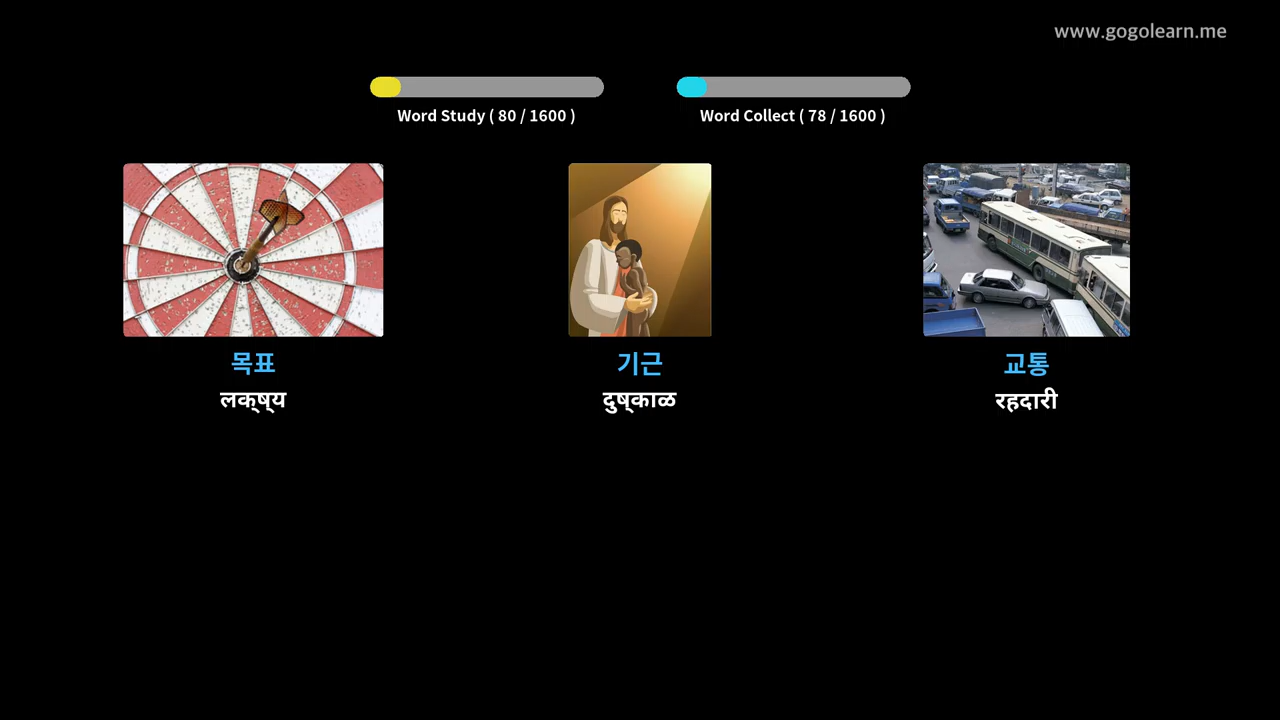 www.gogolearn.me
Word Study ( 80 / 1600 )
Word Collect ( 78 / 1600 )
목표
기근
교통
लक्ष्य
दुष्काळ
रहदारी